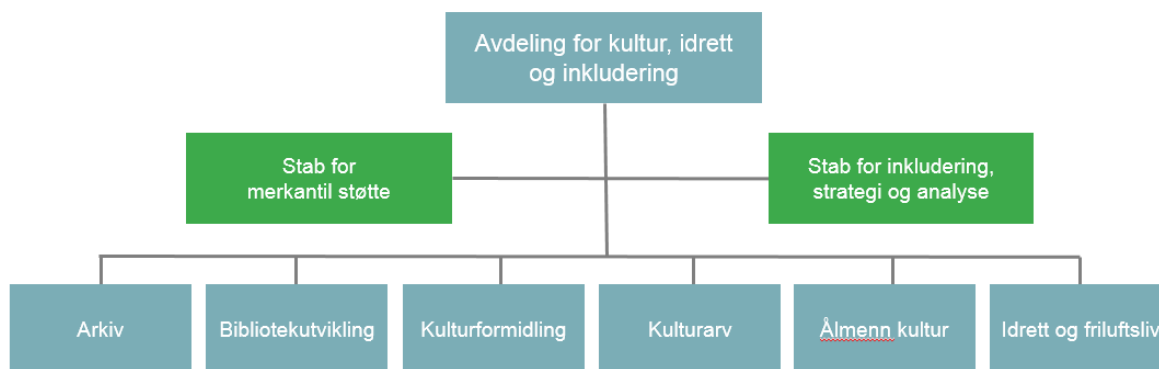 Avdeling for kultur, idrett
og inkludering
Stab for
merkantil støtte
Stab for inkludering,
strategi og analyse
Arkiv
Bibliotekutvikling
Kulturformidling
Kulturarv
Ålmenn kultur
Idrett og friluftsliv